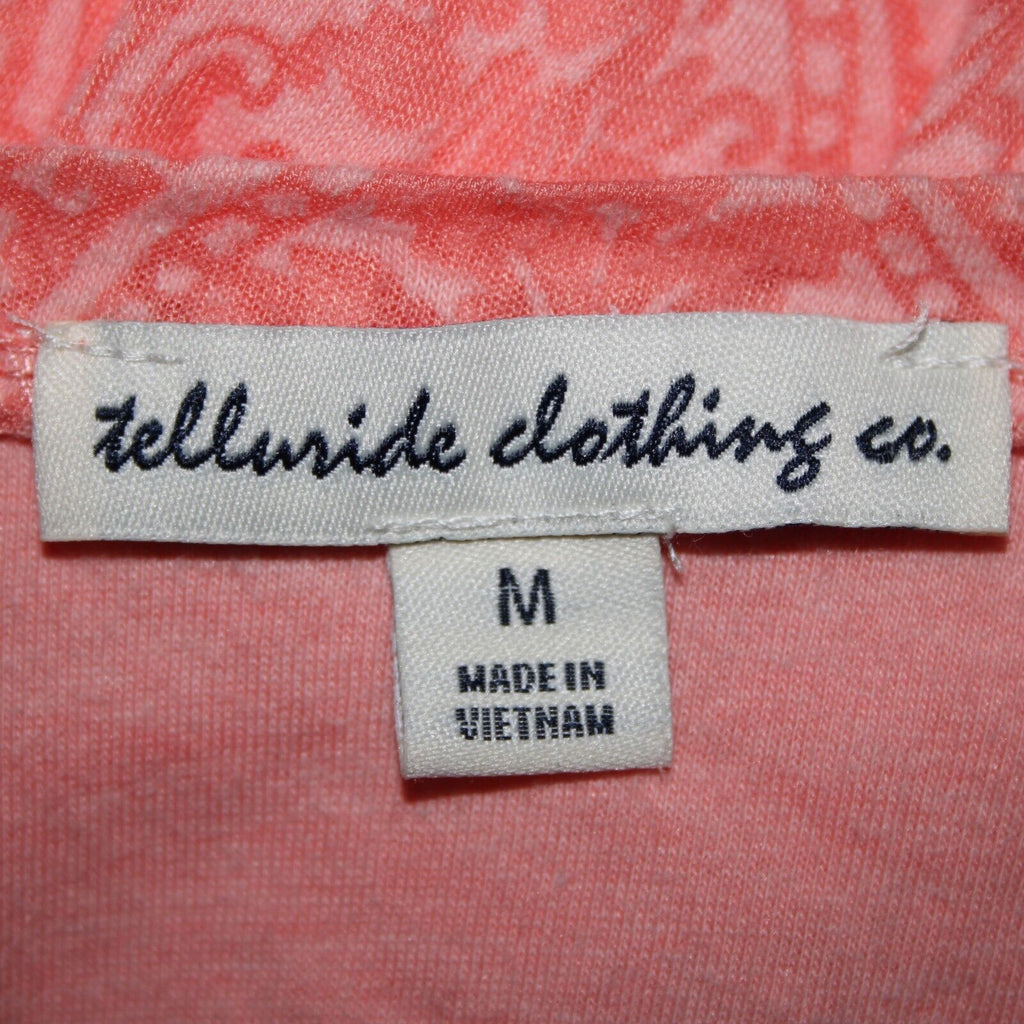 telluride clothing co.
M
MADE IN
VIETNAM